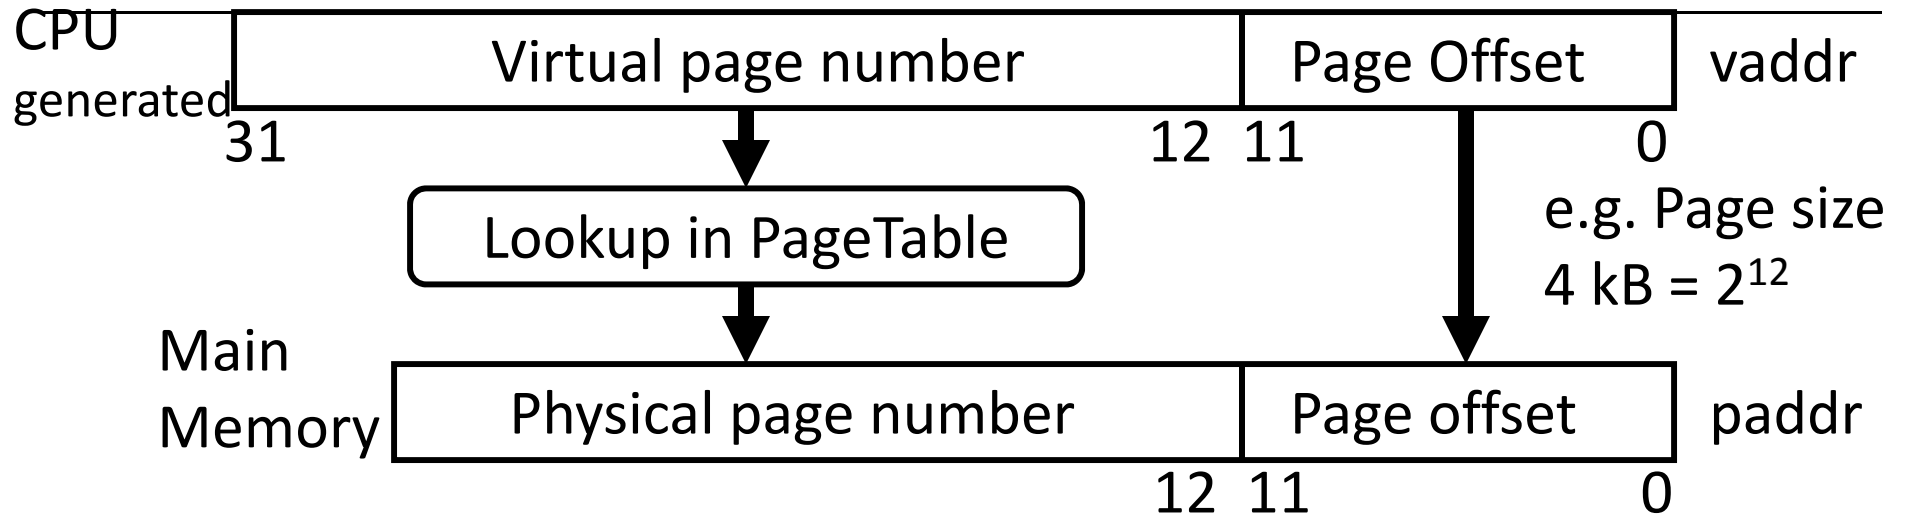 CPU
generated
Virtual page number
Page Offset
vaddr
31
12
11
0
Lookup in PageTable
e.g. Page size
4 kB = 2¹²
Main
Memory
Physical page number
Page offset
paddr
12
11
0